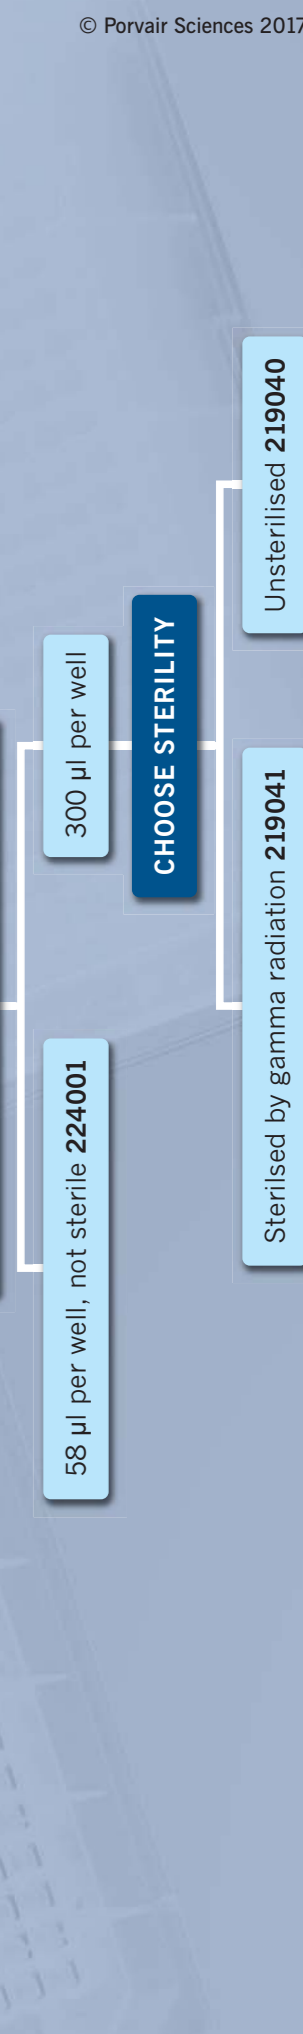 © Porvair Sciences 2017
58 µl per well, not sterile 224001
300 µl per well
CHOOSE STERILITY
Sterilsed by gamma radiation 219041
Unsterilised 219040